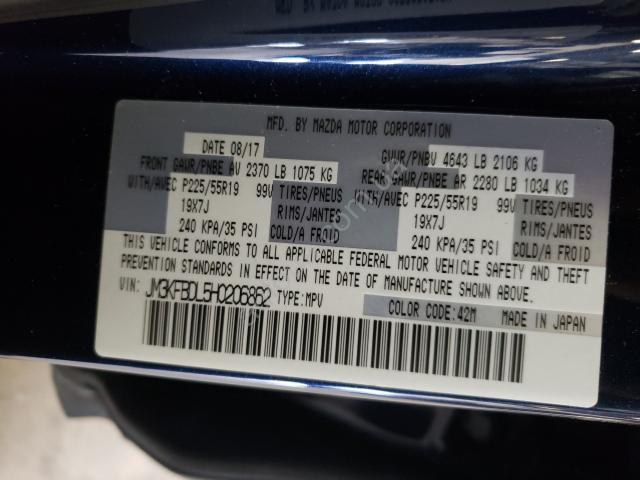 MFD. BY MAZDA MOTOR CORPORATION
DATE 08/17 GVWR/PNBV 4643 LB 2106 KG
FRONT GAWR/PNBE AV 2370 LB 1075 KG REAR GAWR/PNBE AR 2280 LB 1034 KG
WITH/AVEC P225/55R19 99V TIRES/PNEUS WITH/AVEC P225/55R19 99V TIRES/PNEUS
19X7J RIMS/JANTES 19X7J RIMS/JANTES
240 KPA/35 PSI COLD/A FROID 240 KPA/35 PSI COLD/A FROID
THIS VEHICLE CONFORMS TO ALL APPLICABLE FEDERAL MOTOR VEHICLE SAFETY AND THEFT
PREVENTION STANDARDS IN EFFECT ON THE DATE OF MANUFACTURE SHOWN ABOVE.
VIN: JM3KFBDL5H0206862 TYPE:MPV
COLOR CODE:42M MADE IN JAPAN